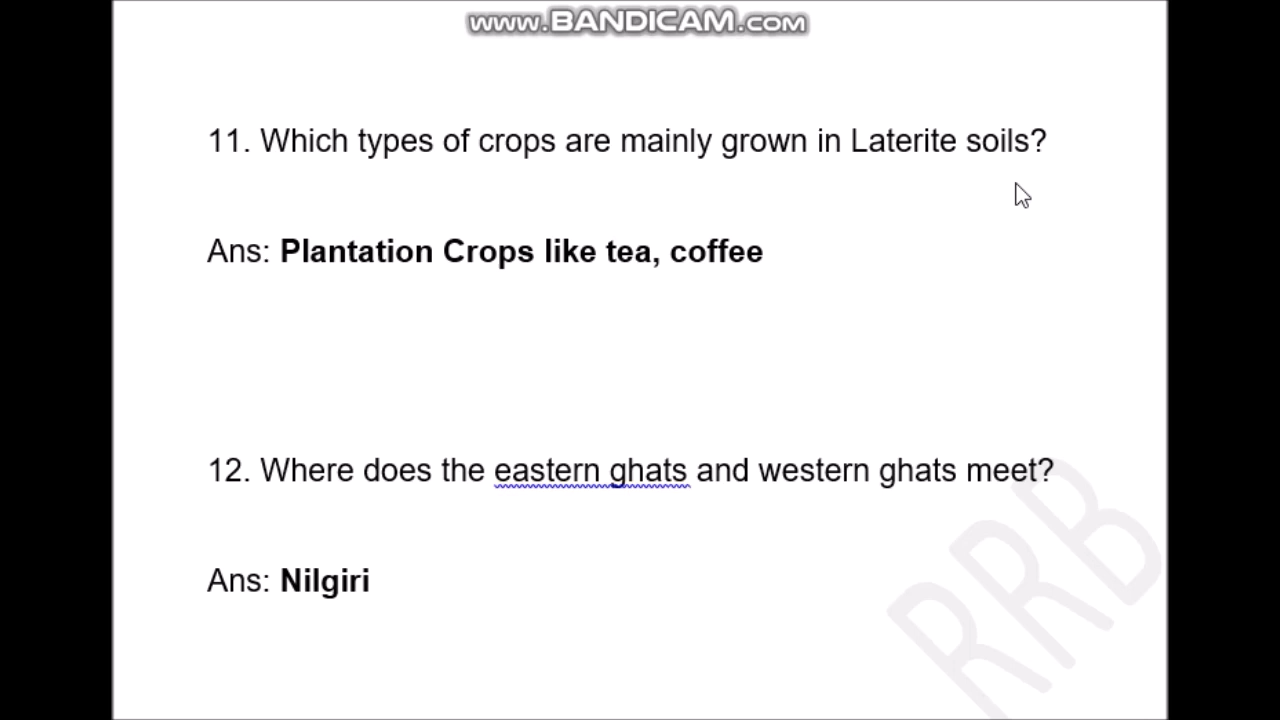 www.BANDICAM.com
11. Which types of crops are mainly grown in Laterite soils?
Ans: Plantation Crops like tea, coffee
12. Where does the eastern ghats and western ghats meet?
Ans: Nilgiri
RRB